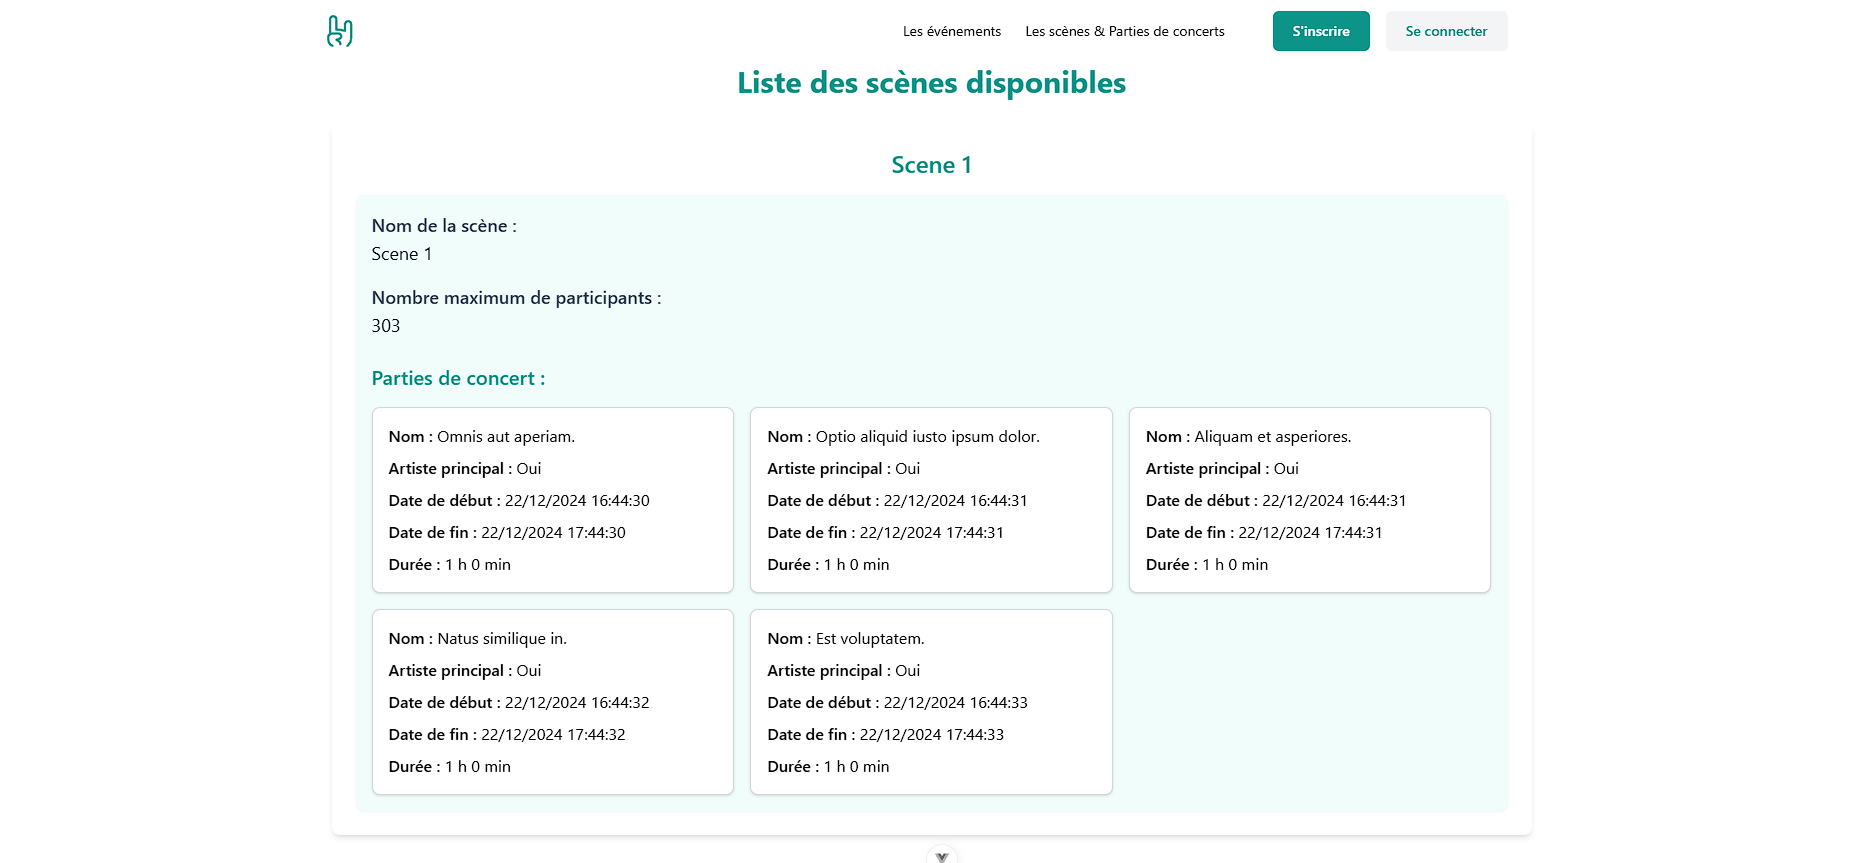 Les événements
Les scènes & Parties de concerts
S'inscrire
Se connecter
Liste des scènes disponibles
Scene 1
Nom de la scène :
Scene 1
Nombre maximum de participants :
303
Parties de concert :
Nom : Omnis aut aperiam.
Artiste principal : Oui
Date de début : 22/12/2024 16:44:30
Date de fin : 22/12/2024 17:44:30
Durée : 1 h 0 min
Nom : Optio aliquid iusto ipsum dolor.
Artiste principal : Oui
Date de début : 22/12/2024 16:44:31
Date de fin : 22/12/2024 17:44:31
Durée : 1 h 0 min
Nom : Aliquam et asperiores.
Artiste principal : Oui
Date de début : 22/12/2024 16:44:31
Date de fin : 22/12/2024 17:44:31
Durée : 1 h 0 min
Nom : Natus similique in.
Artiste principal : Oui
Date de début : 22/12/2024 16:44:32
Date de fin : 22/12/2024 17:44:32
Durée : 1 h 0 min
Nom : Est voluptatem.
Artiste principal : Oui
Date de début : 22/12/2024 16:44:33
Date de fin : 22/12/2024 17:44:33
Durée : 1 h 0 min